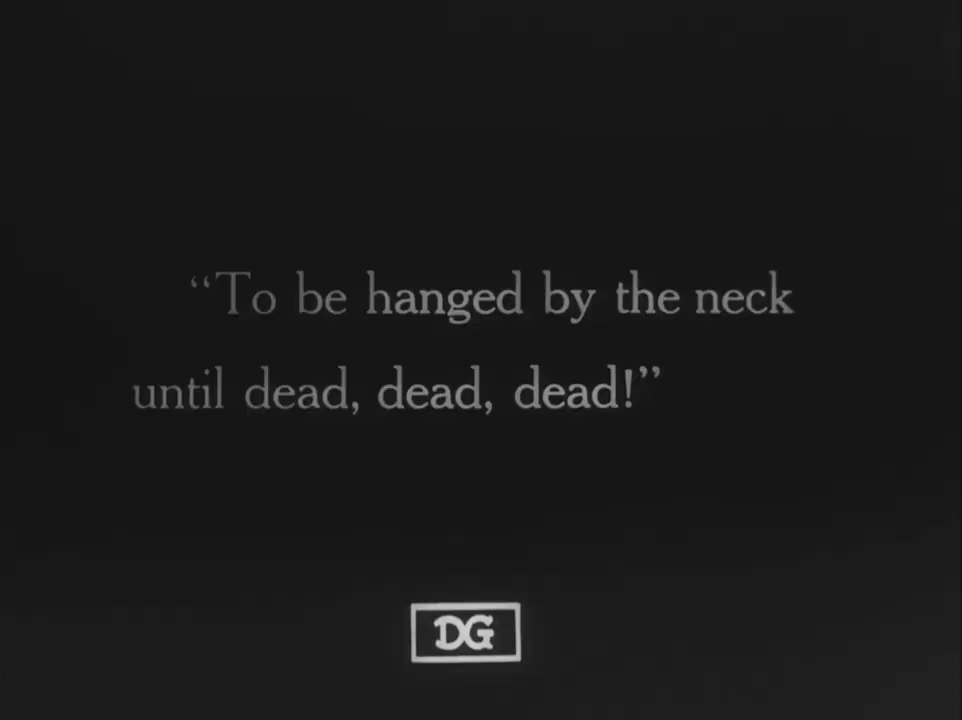 “To be hanged by the neck
until dead, dead, dead!”
DG